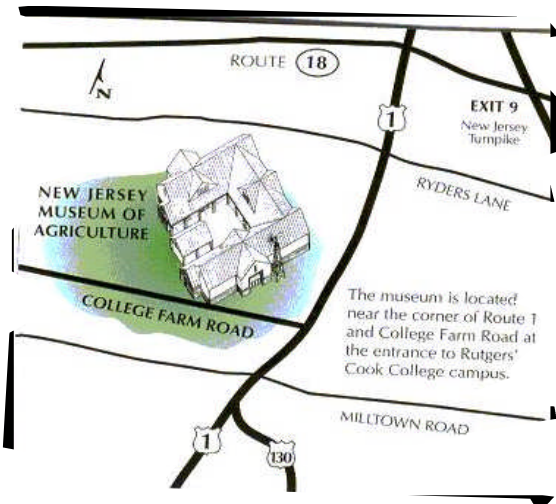 ROUTE 18
N
1
EXIT 9
New Jersey
Turnpike
RYDERS LANE
NEW JERSEY
MUSEUM OF
AGRICULTURE
COLLEGE FARM ROAD
The museum is located
near the corner of Route 1
and College Farm Road at
the entrance to Rutgers'
Cook College campus.
MILLTOWN ROAD
1
130